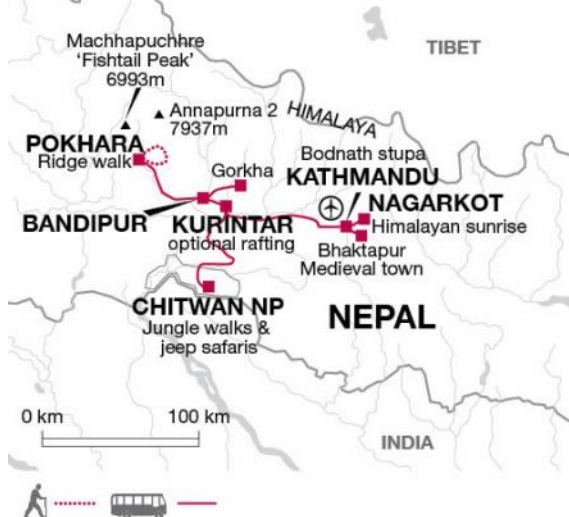 Machhapuchhre
'Fishtail Peak'
6993m
TIBET
Annapurna 2
7937m
HIMALAYA
POKHARA
Ridge walk
Gorkha
Bodnath stupa
KATHMANDU
NAGARKOT
Himalayan sunrise
BANDIPUR
KURINTAR
optional rafting
Bhaktapur
Medieval town
CHITWAN NP
Jungle walks &
jeep safaris
NEPAL
0 km 100 km
INDIA